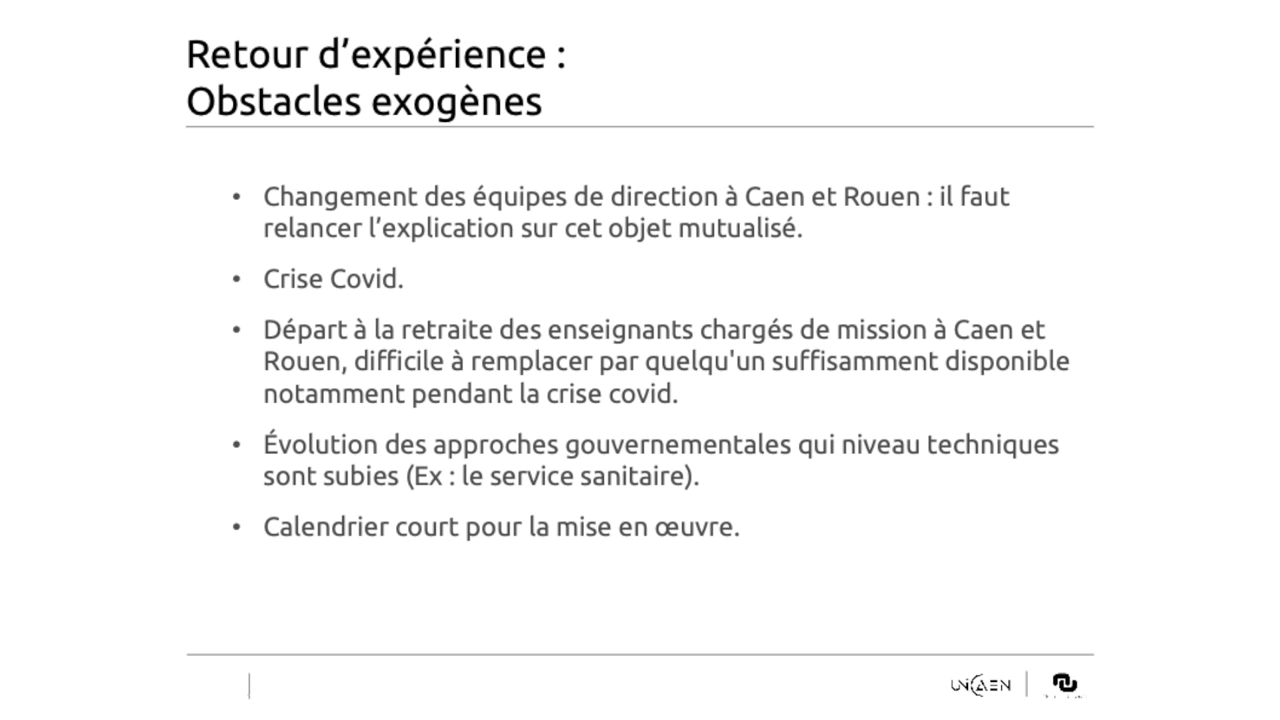 Retour d’expérience :
Obstacles exogènes
• Changement des équipes de direction à Caen et Rouen : il faut
relancer l’explication sur cet objet mutualisé.
• Crise Covid.
• Départ à la retraite des enseignants chargés de mission à Caen et
Rouen, difficile à remplacer par quelqu'un suffisamment disponible
notamment pendant la crise covid.
• Évolution des approches gouvernementales qui niveau techniques
sont subies (Ex : le service sanitaire).
• Calendrier court pour la mise en œuvre.
UNICAEN